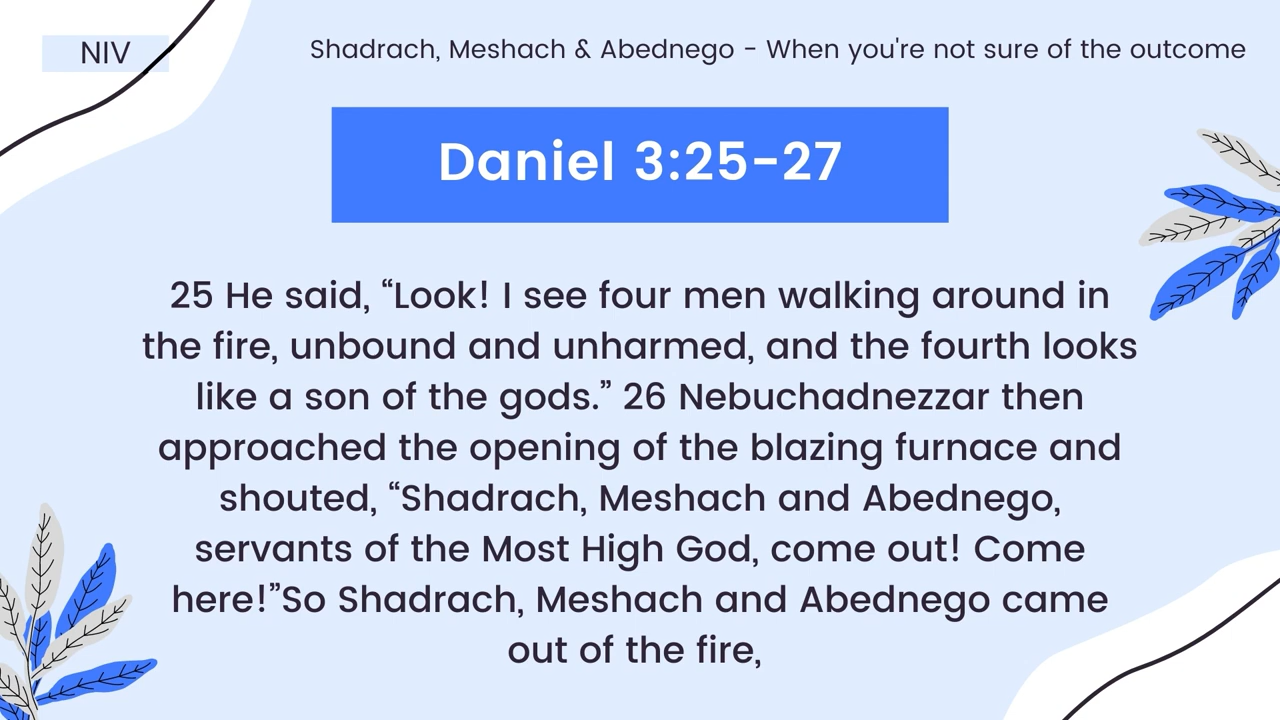 NIV
Shadrach, Meshach & Abednego - When you're not sure of the outcome
Daniel 3:25-27
25 He said, “Look! I see four men walking around in
the fire, unbound and unharmed, and the fourth looks
like a son of the gods.” 26 Nebuchadnezzar then
approached the opening of the blazing furnace and
shouted, “Shadrach, Meshach and Abednego,
servants of the Most High God, come out! Come
here!”So Shadrach, Meshach and Abednego came
out of the fire,